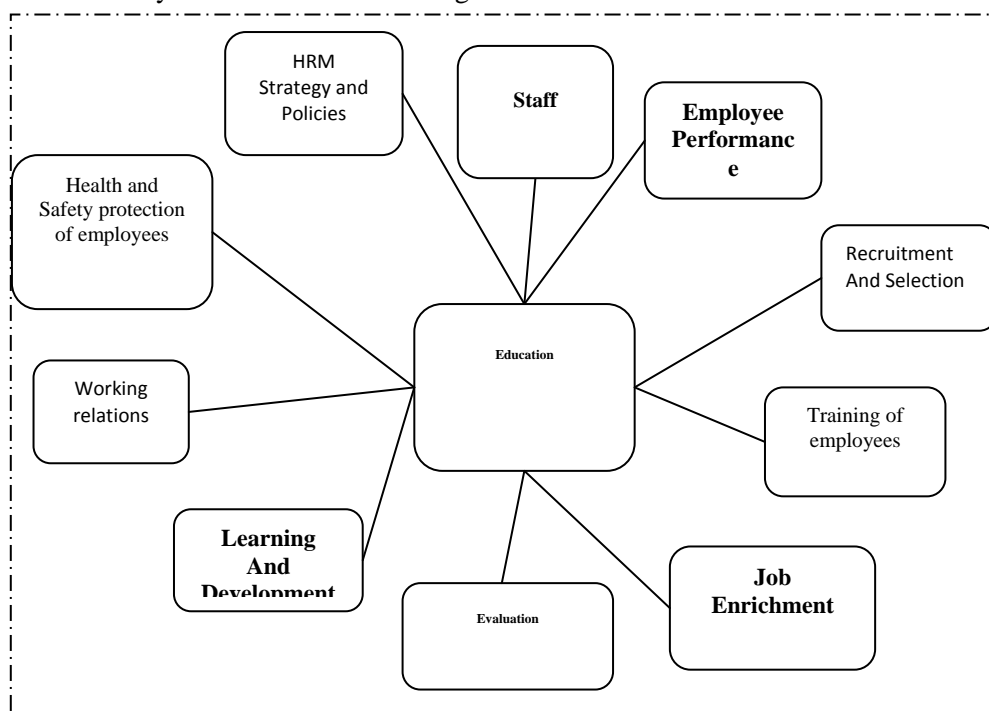 HRM
Strategy and
Policies
Staff
Employee
Performanc
e
Health and
Safety protection
of employees
Recruitment
And Selection
Education
Working
relations
Training of
employees
Learning
And
Development
Job
Enrichment
Evaluation